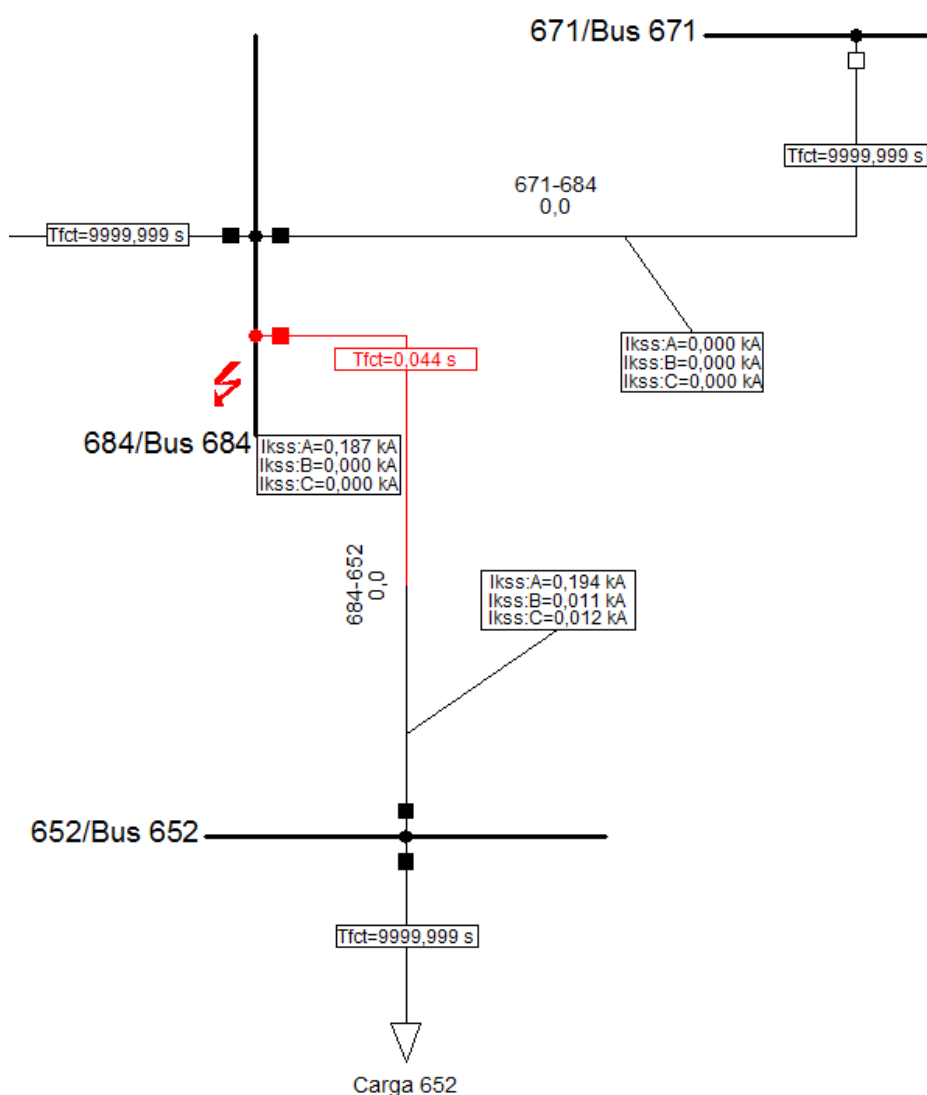 671/Bus 671
Tfct=9999,999 s
671-684
0,0
Tfct=9999,999 s
Ikss:A=0,000 kA
Ikss:B=0,000 kA
Ikss:C=0,000 kA
Tfct=0,044 s
684/Bus 684
Ikss:A=0,187 kA
Ikss:B=0,000 kA
Ikss:C=0,000 kA
684-652
0,0
Ikss:A=0,194 kA
Ikss:B=0,011 kA
Ikss:C=0,012 kA
652/Bus 652
Tfct=9999,999 s
Carga 652